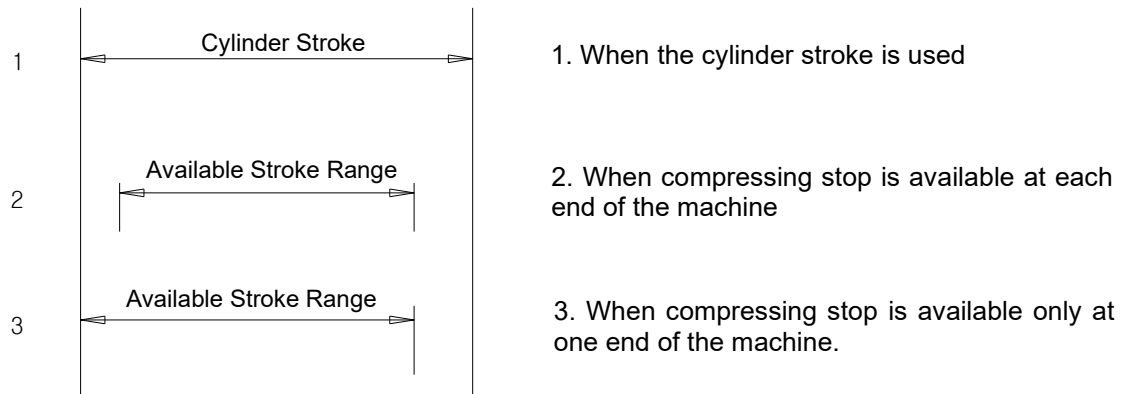 1
Cylinder Stroke
1. When the cylinder stroke is used
2
Available Stroke Range
2. When compressing stop is available at each
end of the machine
3
Available Stroke Range
3. When compressing stop is available only at
one end of the machine.